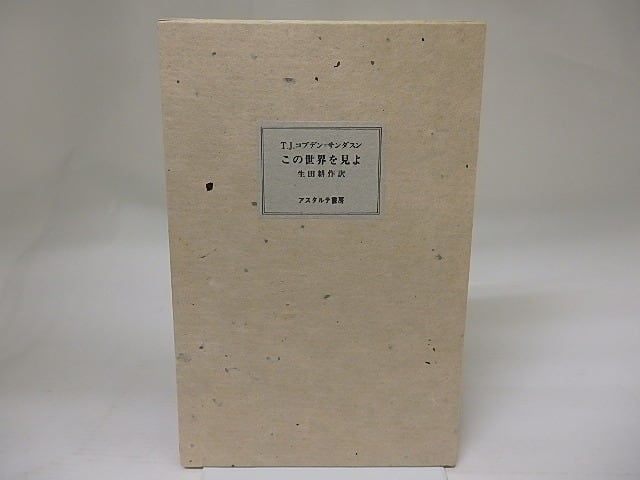 T.J.コブデン=サンダスン
この世界を見よ
生田耕作訳
アスタルテ書房